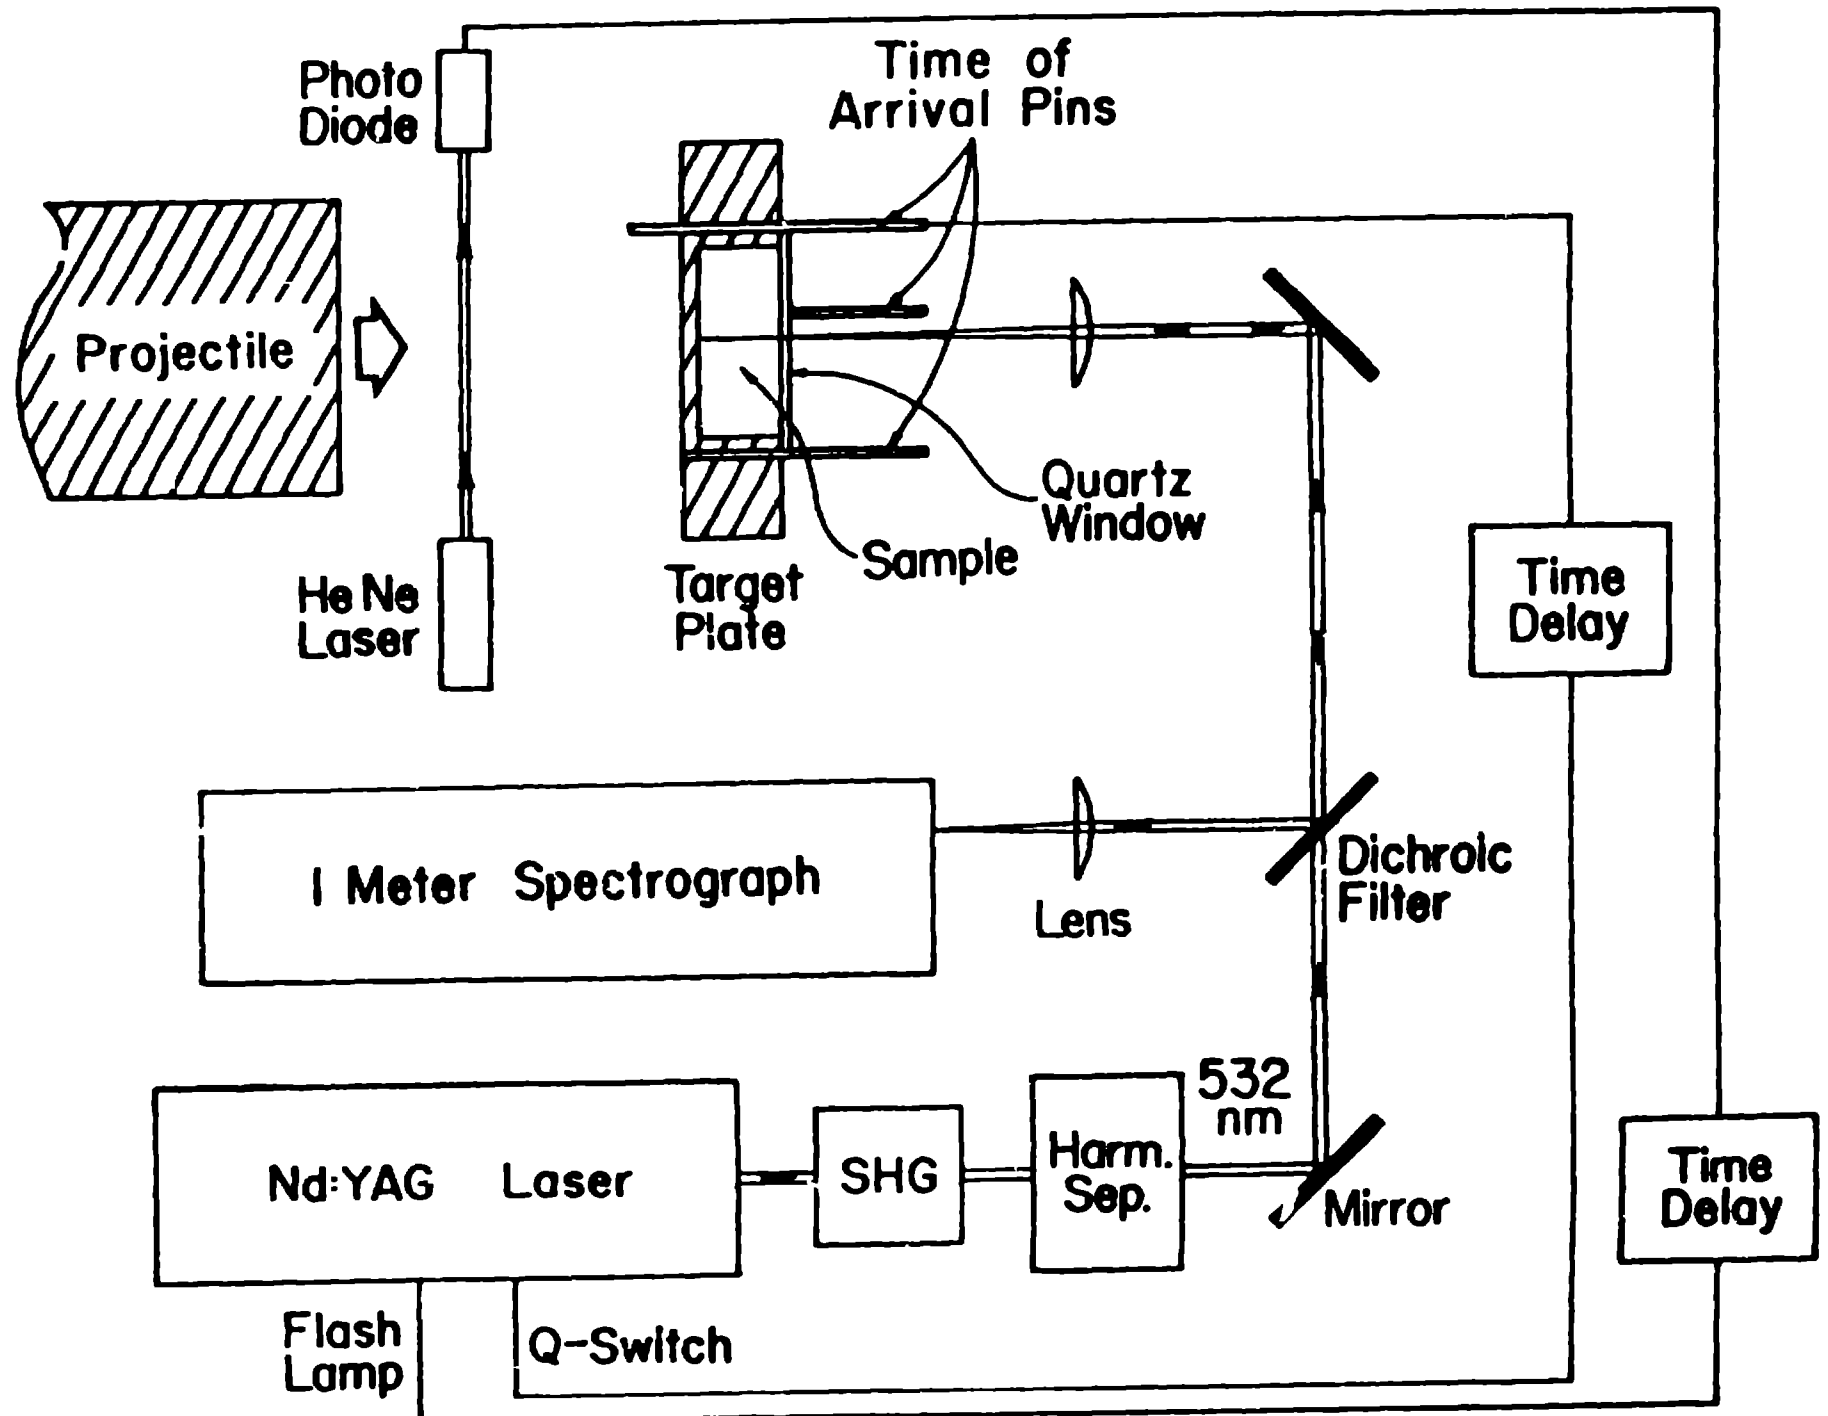 Photo
Diode
Time of
Arrival Pins
Projectile
Quartz
Window
Sample
He Ne
Laser
Target
Plate
Time
Delay
1 Meter Spectrograph
Lens
Dichroic
Filter
532
nm
Nd:YAG Laser
SHG
Harm.
Sep.
Mirror
Time
Delay
Flash
Lamp
Q-Switch